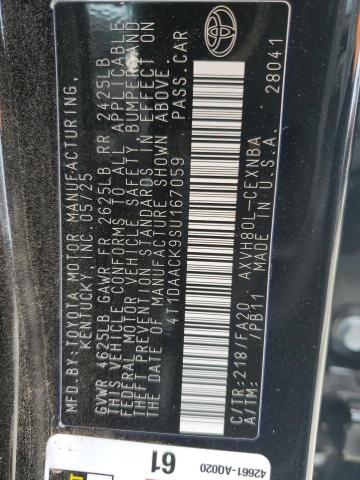 MFD.BY:TOYOTA MOTOR MANUFACTURING,
KENTUCKY, INC. 05/25
GVWR 4625LB GAWR FR 2625LB RR 2425LB
THIS VEHICLE CONFORMS TO ALL APPLICABLE
FEDERAL MOTOR VEHICLE SAFETY, BUMPER, AND
THEFT PREVENTION STANDARDS IN EFFECT ON
THE DATE OF MANUFACTURE SHOWN ABOVE.
4T1DAACK9SU167059 PASS.CAR
C/TR:218/FA20 AXVH80L-CEXNBA
A/TM: /PB11 U.S.A. 28041
61
42661-AQ020